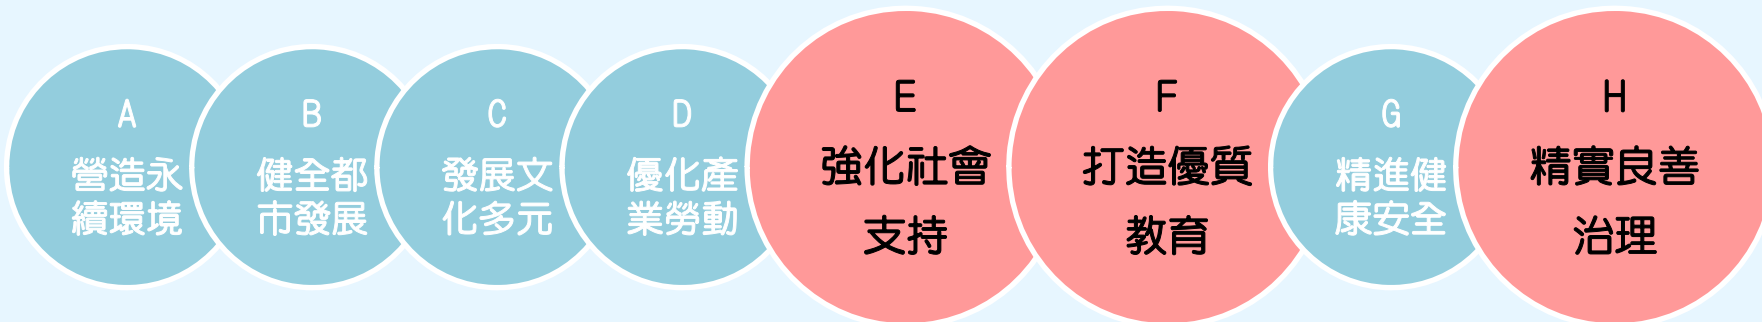 A
營造永
續環境
B
健全都
市發展
C
發展文
化多元
D
優化產
業勞動
E
強化社會
支持
F
打造優質
教育
G
精進健
康安全
H
精實良善
治理